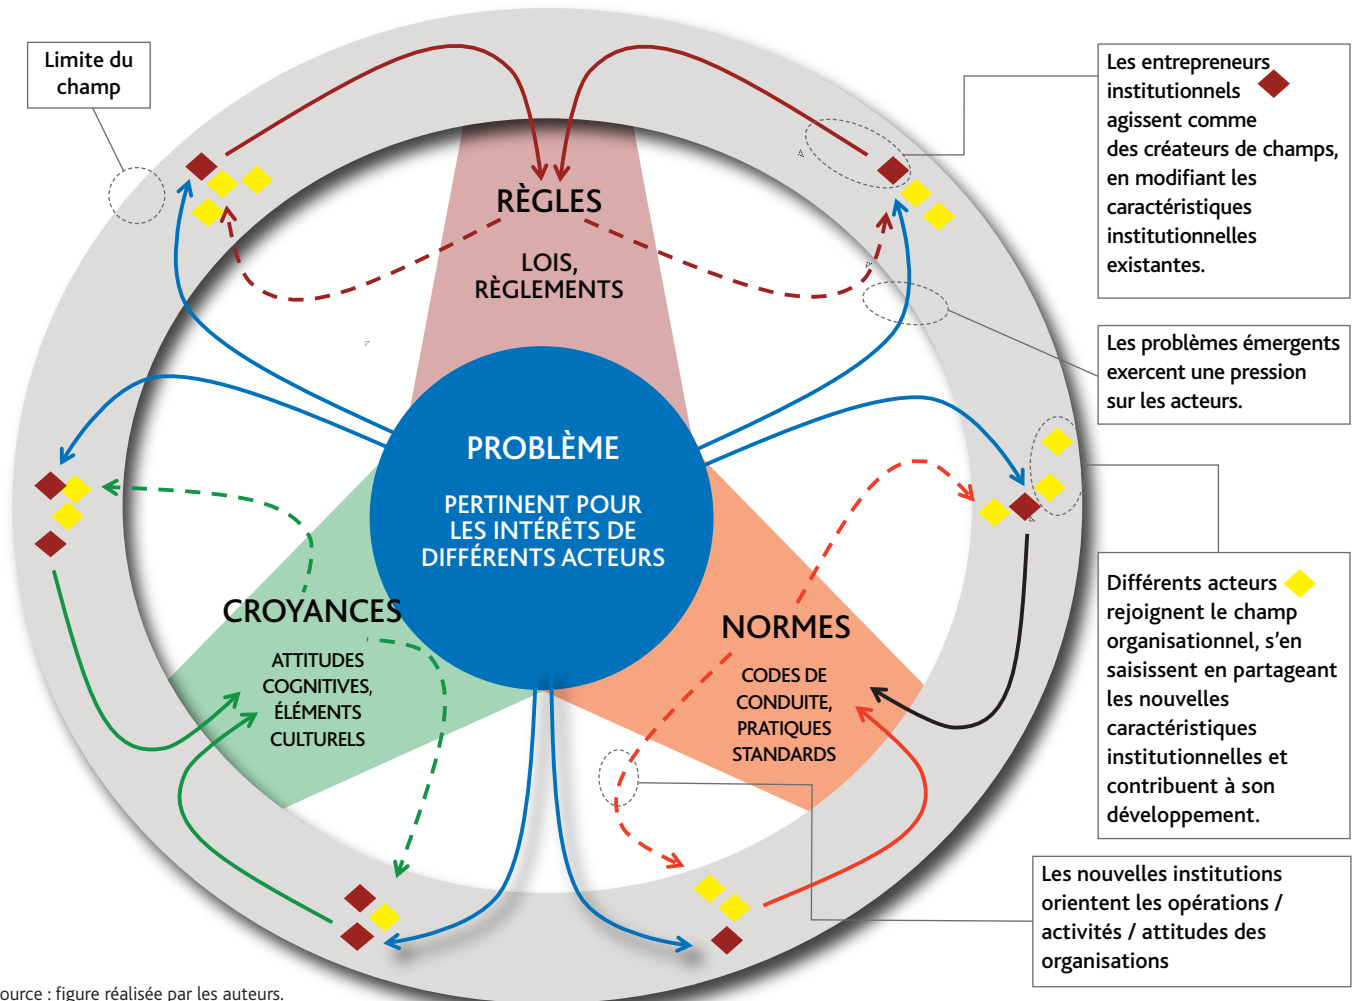 Limite du
champ
Les entrepreneurs
institutionnels
agissent comme
des créateurs de champs,
en modifiant les
caractéristiques
institutionnelles
existantes.
RÈGLES
LOIS,
RÈGLEMENTS
Les problèmes émergents
exercent une pression
sur les acteurs.
PROBLÈME
PERTINENT POUR
LES INTÉRÊTS DE
DIFFÉRENTS ACTEURS
CROYANCES
ATTITUDES
COGNITIVES,
ÉLÉMENTS
CULTURELS
NORMES
CODES DE
CONDUITE,
PRATIQUES
STANDARDS
Différents acteurs
rejoignent le champ
organisationnel, s’en
saisissent en partageant
les nouvelles
caractéristiques
institutionnelles et
contribuent à son
développement.
Les nouvelles institutions
orientent les opérations /
activités / attitudes des
organisations
ource : figure réalisée par les auteurs.